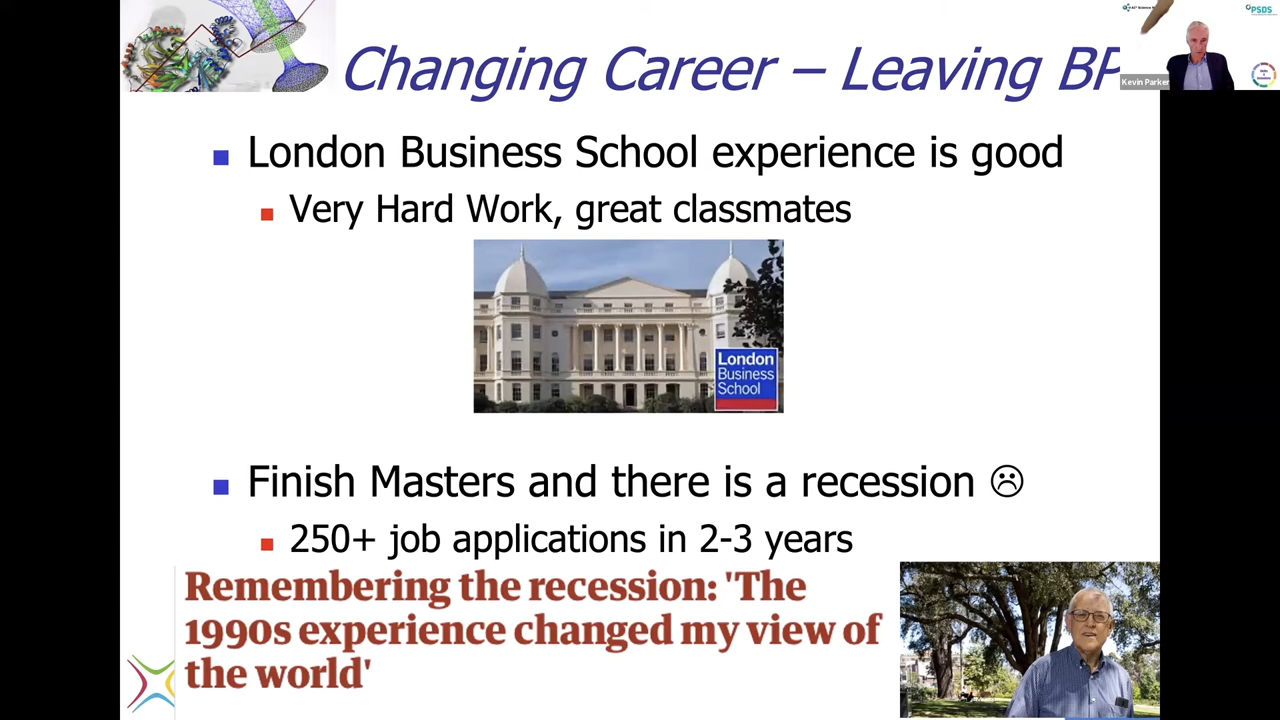 Changing Career – Leaving BP
PSDS
Kevin Parker
London Business School experience is good
Very Hard Work, great classmates
London
Business
School
Finish Masters and there is a recession ☹
250+ job applications in 2-3 years
Remembering the recession: 'The
1990s experience changed my view of
the world'